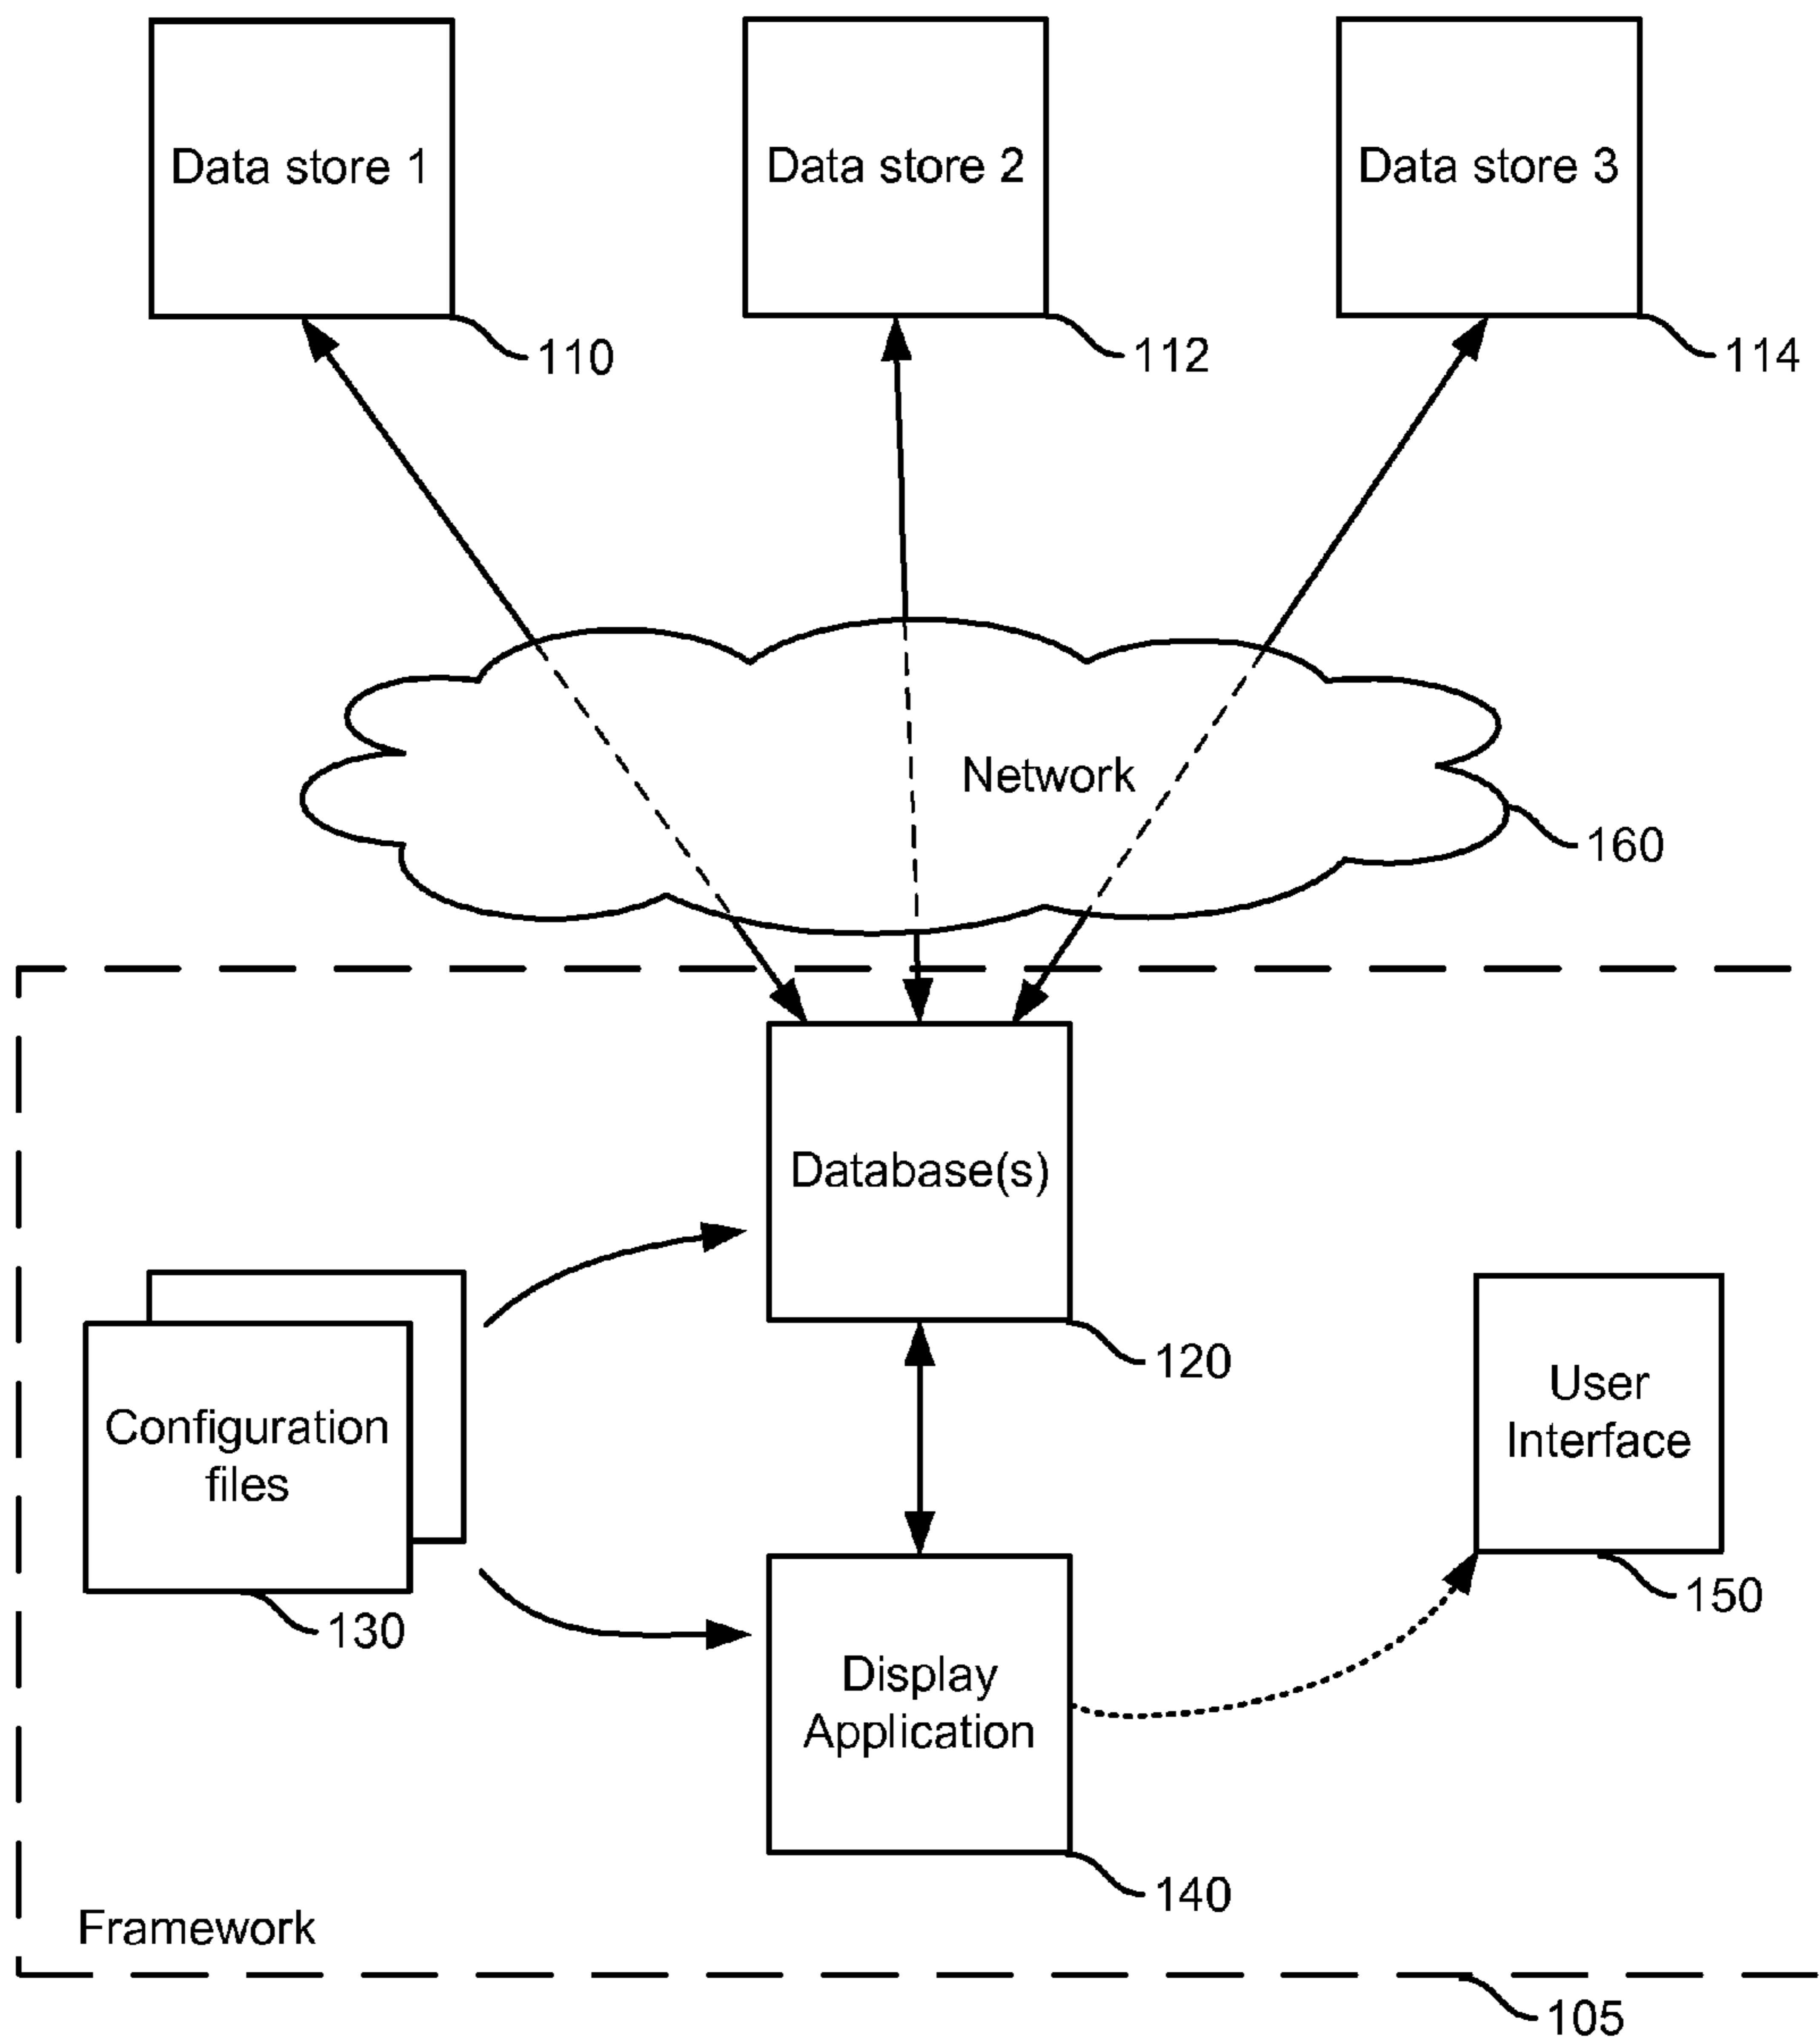 Data store 1
Data store 2
Data store 3
110
112
114
Network
160
Database(s)
120
Configuration
files
130
User
Interface
150
Display
Application
140
Framework
105